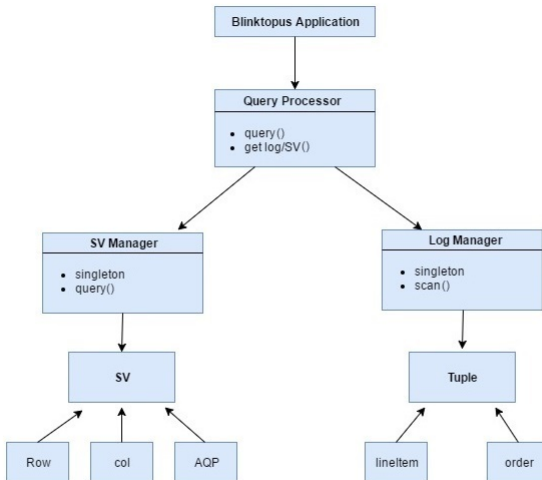 Blinktopus Application
Query Processor
• query()
• get log/SV()
SV Manager
• singleton
• query()
Log Manager
• singleton
• scan()
SV
Tuple
Row
col
AQP
lineItem
order